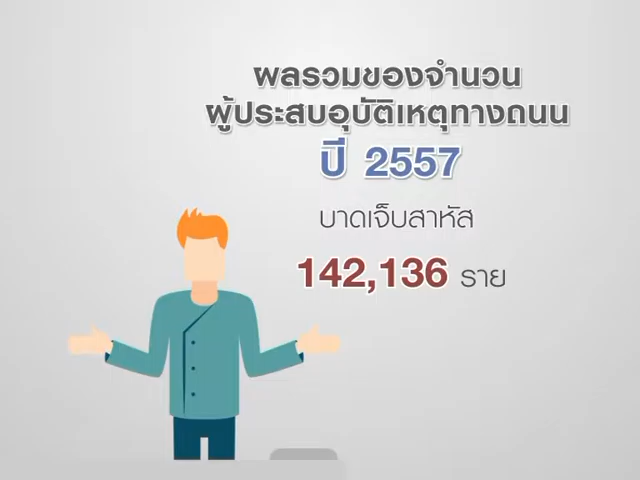 ผลรวมของจำนวน
ผู้ประสบอุบัติเหตุทางถนน
ปี 2557
บาดเจ็บสาหัส
142,136 ราย